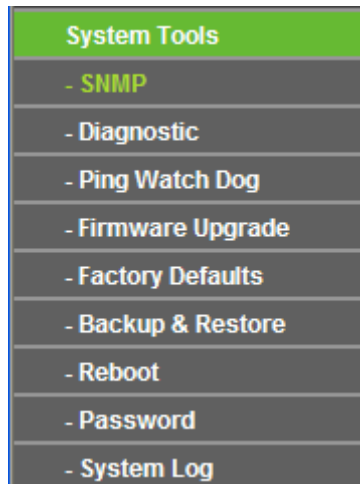 System Tools
- SNMP
- Diagnostic
- Ping Watch Dog
- Firmware Upgrade
- Factory Defaults
- Backup & Restore
- Reboot
- Password
- System Log